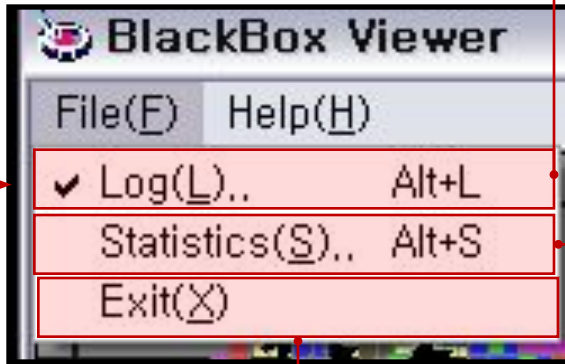 BlackBox Viewer
File(F) Help(H)
✔ Log(L),, Alt+L
Statistics(S),, Alt+S
Exit(X)